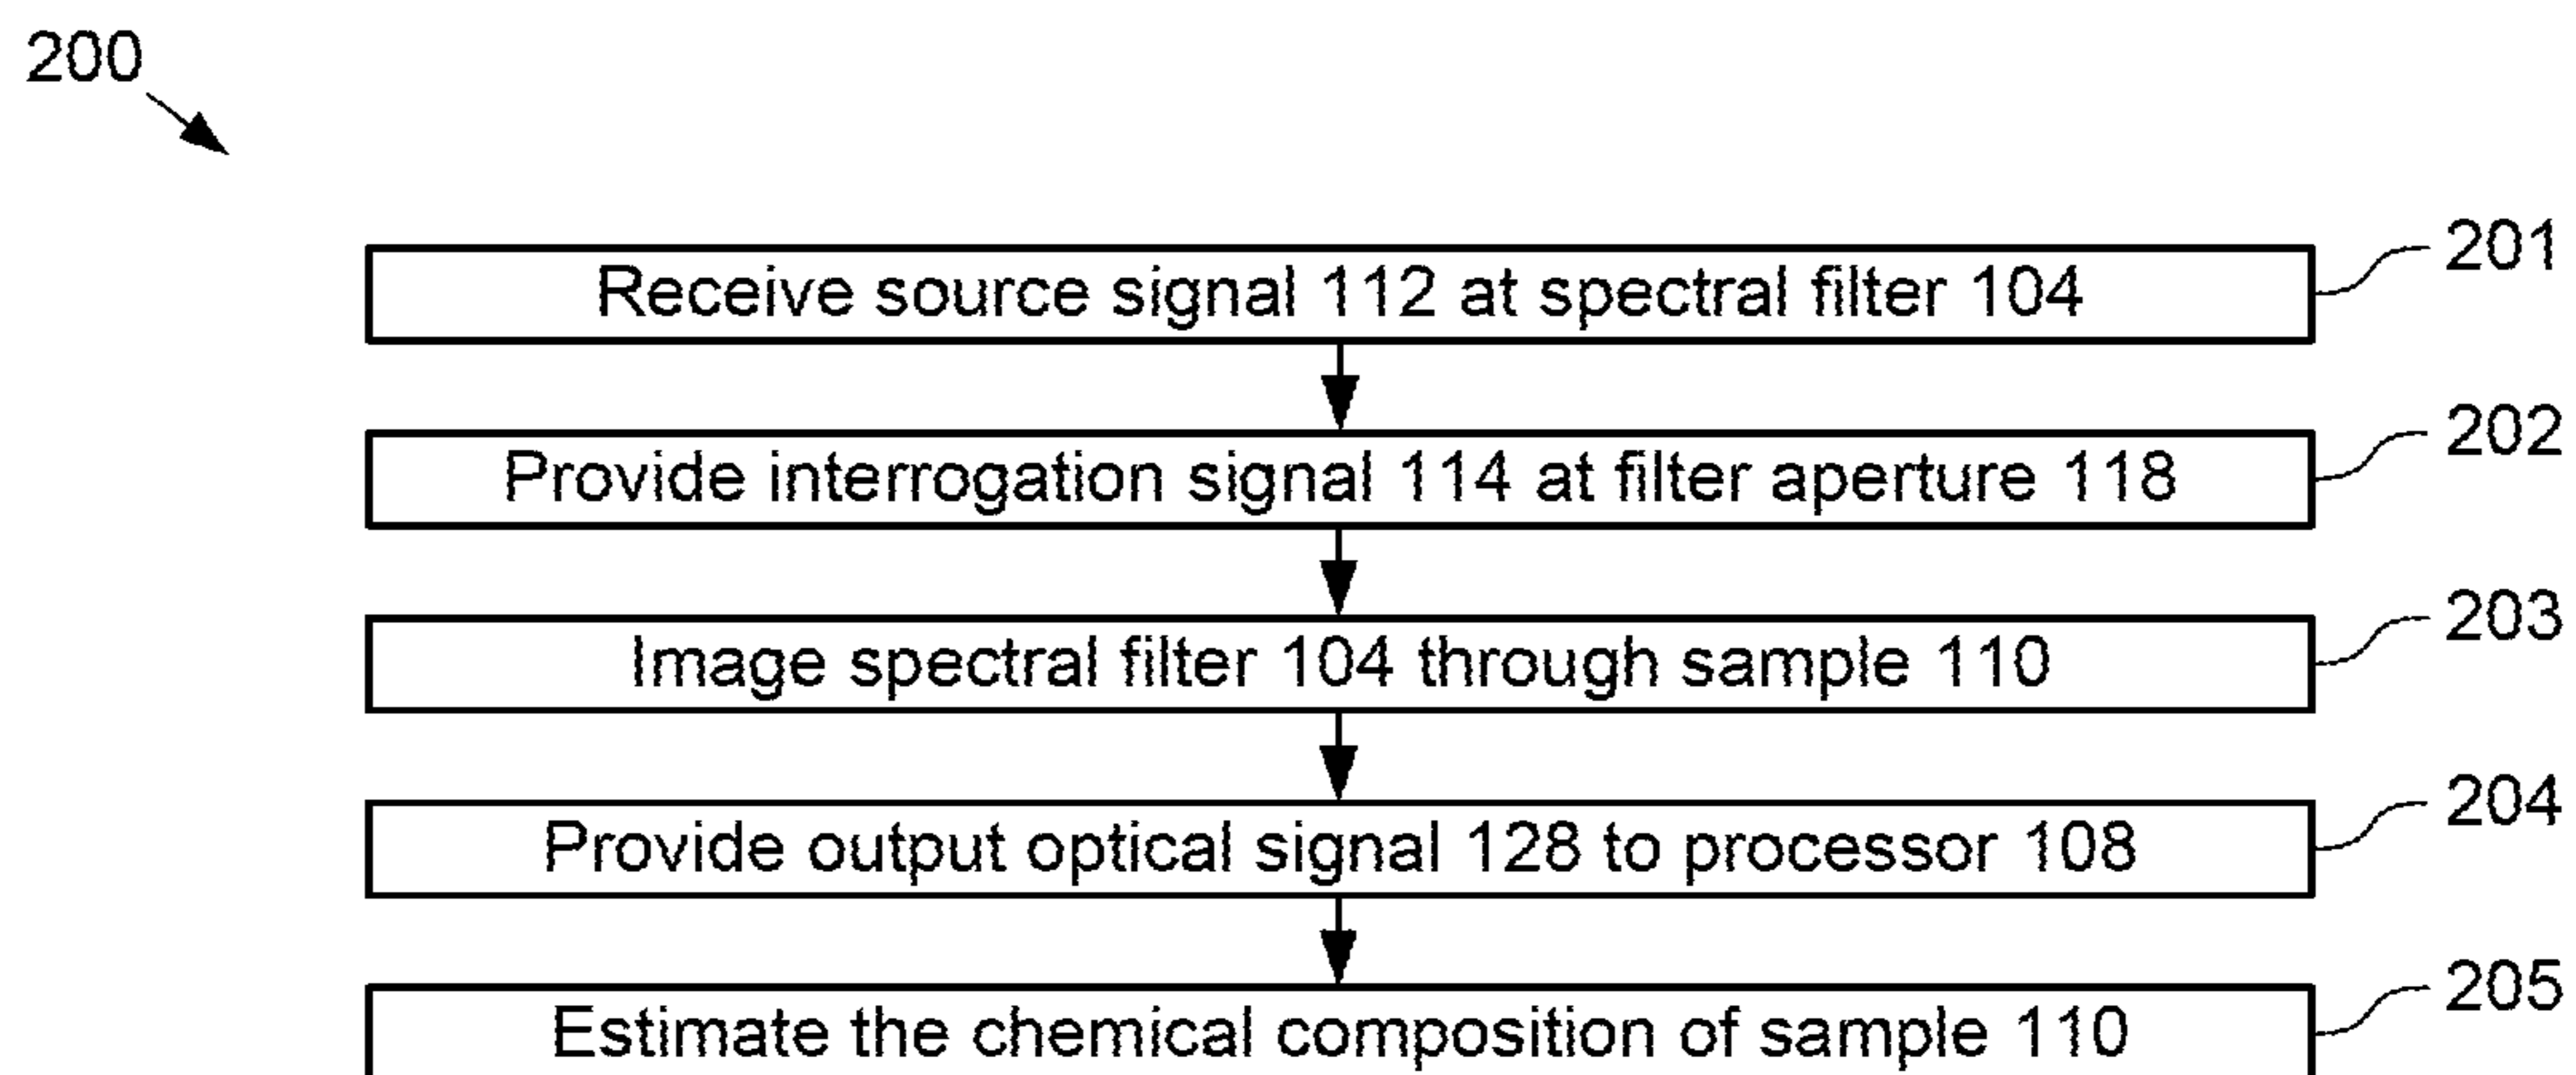 200
Receive source signal 112 at spectral filter 104
201
Provide interrogation signal 114 at filter aperture 118
202
Image spectral filter 104 through sample 110
203
Provide output optical signal 128 to processor 108
204
Estimate the chemical composition of sample 110
205